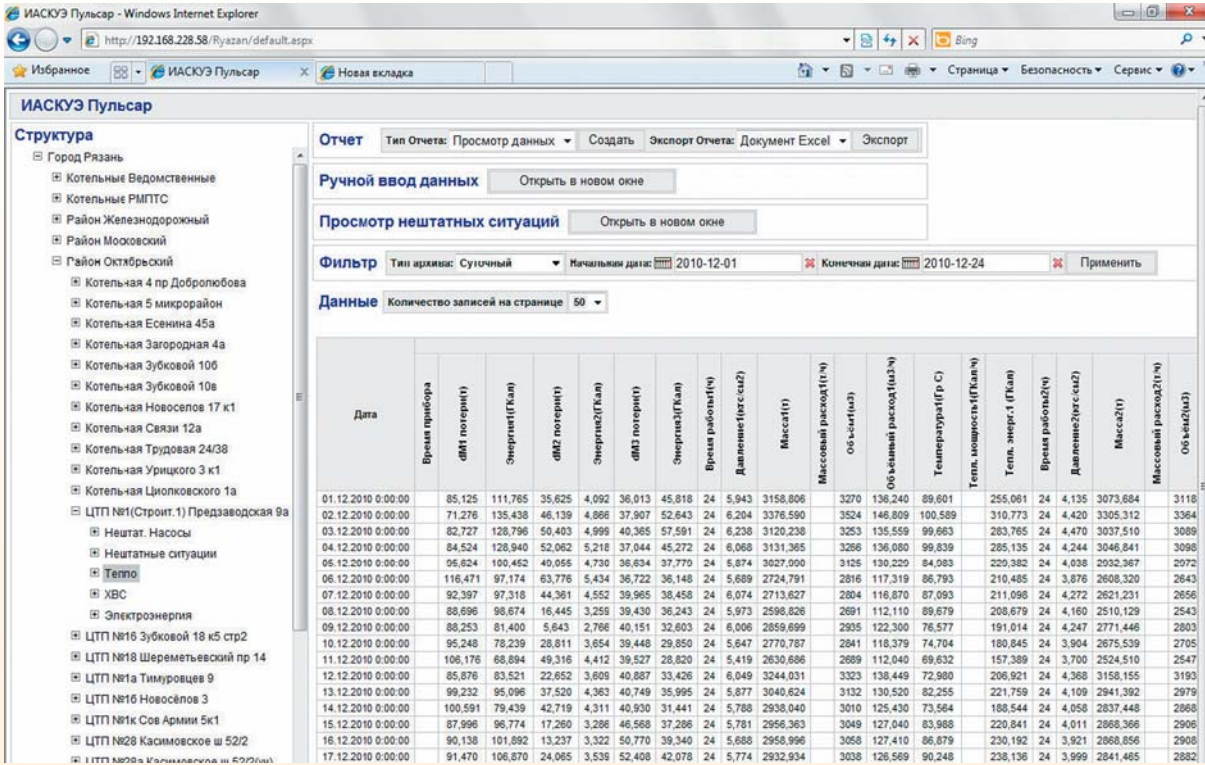 ИАСКУЭ Пульсар - Windows Internet Explorer
http://192.168.228.58/Ryazan/default.aspx
Bing
Избранное ИАСКУЭ Пульсар Новая вкладка Страница Безопасность Сервис
ИАСКУЭ Пульсар
Структура
Город Рязань
Котельные Ведомственные
Котельные РМПТС
Район Железнодорожный
Район Московский
Район Октябрьский
Котельная 4 пр Добролюбова
Котельная 5 микрорайон
Котельная Есенина 45а
Котельная Загородная 4а
Котельная Зубковой 10б
Котельная Зубковой 10в
Котельная Новоселов 17 к1
Котельная Связи 12а
Котельная Трудовая 24/38
Котельная Урицкого 3 к1
Котельная Циолковского 1а
ЦТП №1(Строит.1) Предзаводская 9а
Нештат. Насосы
Нештатные ситуации
Тепло
ХВС
Электроэнергия
ЦТП №16 Зубковой 18 к5 стр2
ЦТП №18 Шереметьевский пр 14
ЦТП №1а Тимуровцев 9
ЦТП №1б Новосёлов 3
ЦТП №1к Сов Армии 5к1
ЦТП №28 Касимовское ш 52/2
ЦТП №28а Касимовское ш 52/2(ун)
Отчет Тип Отчета: Просмотр данных Создать Экспорт Отчета: Документ Excel Экспорт
Ручной ввод данных Открыть в новом окне
Просмотр нештатных ситуаций Открыть в новом окне
Фильтр Тип архива: Суточный Начальная дата: 2010-12-01 Конечная дата: 2010-12-24 Применить
Данные Количество записей на странице 50
Дата Время прибора dM1 потери(т) Энергия1(ГКал) dM2 потери(т) Энергия2(ГКал) dM3 потери(т) Энергия3(ГКал) Время работы1(ч) Давление1(кгс/см2) Масса1(т) Массовый расход1(т/ч) Объём1(м3) Объёмный расход1(м3/ч) Температура1(Гр С) Тепл. мощность1(ГКал/ч) Тепл. энерг.1 (ГКал) Время работы2(ч) Давление2(кгс/см2) Масса2(т) Массовый расход2(т/ч) Объём2(м3)
01.12.2010 0:00:00 85,125 111,765 35,625 4,092 36,013 45,818 24 5,943 3158,806 3270 136,240 89,601 255,061 24 4,135 3073,684 3118
02.12.2010 0:00:00 71,276 135,438 46,139 4,866 37,907 52,643 24 6,204 3376,590 3524 146,809 100,589 310,773 24 4,420 3305,312 3364
03.12.2010 0:00:00 82,727 128,796 50,403 4,999 40,365 57,591 24 6,238 3120,238 3253 135,559 99,663 283,765 24 4,470 3037,510 3089
04.12.2010 0:00:00 84,524 128,940 52,062 5,218 37,044 45,272 24 6,068 3131,365 3266 136,080 99,839 285,135 24 4,244 3046,841 3098
05.12.2010 0:00:00 95,624 100,452 49,055 4,730 36,634 37,770 24 5,874 3027,990 3125 130,220 84,983 220,382 24 4,038 2932,367 2972
06.12.2010 0:00:00 116,471 97,174 63,776 5,434 36,722 36,148 24 5,689 2724,791 2816 117,319 86,793 210,485 24 3,876 2608,320 2643
07.12.2010 0:00:00 92,397 97,318 44,361 4,552 39,965 38,458 24 6,074 2713,627 2804 116,870 87,093 211,098 24 4,272 2621,231 2656
08.12.2010 0:00:00 88,696 98,674 16,645 3,259 39,430 36,243 24 5,973 2598,826 2691 112,110 89,679 208,679 24 4,160 2510,129 2543
09.12.2010 0:00:00 88,253 81,400 5,643 2,766 40,151 32,603 24 6,006 2859,699 2935 122,300 76,577 191,014 24 4,247 2771,446 2803
10.12.2010 0:00:00 95,248 78,239 28,811 3,654 39,448 29,850 24 5,647 2770,787 2841 118,379 74,704 180,845 24 3,904 2675,539 2705
11.12.2010 0:00:00 106,176 68,894 49,316 4,412 39,527 28,820 24 5,419 2630,686 2689 112,040 69,632 157,389 24 3,700 2524,510 2547
12.12.2010 0:00:00 85,876 83,521 22,652 3,609 40,887 33,426 24 6,049 3244,031 3323 138,449 72,980 206,921 24 4,368 3158,155 3193
13.12.2010 0:00:00 99,232 95,696 37,520 4,363 40,749 35,995 24 5,877 3040,624 3132 130,520 82,255 221,759 24 4,109 2941,392 2979
14.12.2010 0:00:00 100,591 79,439 42,719 4,311 40,930 31,441 24 5,788 2938,040 3010 125,430 73,564 188,544 24 4,058 2837,448 2868
15.12.2010 0:00:00 87,996 96,774 17,260 3,286 46,568 37,286 24 5,781 2956,363 3049 127,040 83,988 220,841 24 4,011 2868,366 2906
16.12.2010 0:00:00 90,138 101,892 13,237 3,322 50,770 39,340 24 5,688 2958,996 3058 127,410 86,879 230,192 24 3,921 2868,856 2908
17.12.2010 0:00:00 91,470 106,870 24,065 3,539 52,408 42,078 24 5,774 2932,934 3038 126,569 90,248 238,136 24 3,999 2841,465 2882